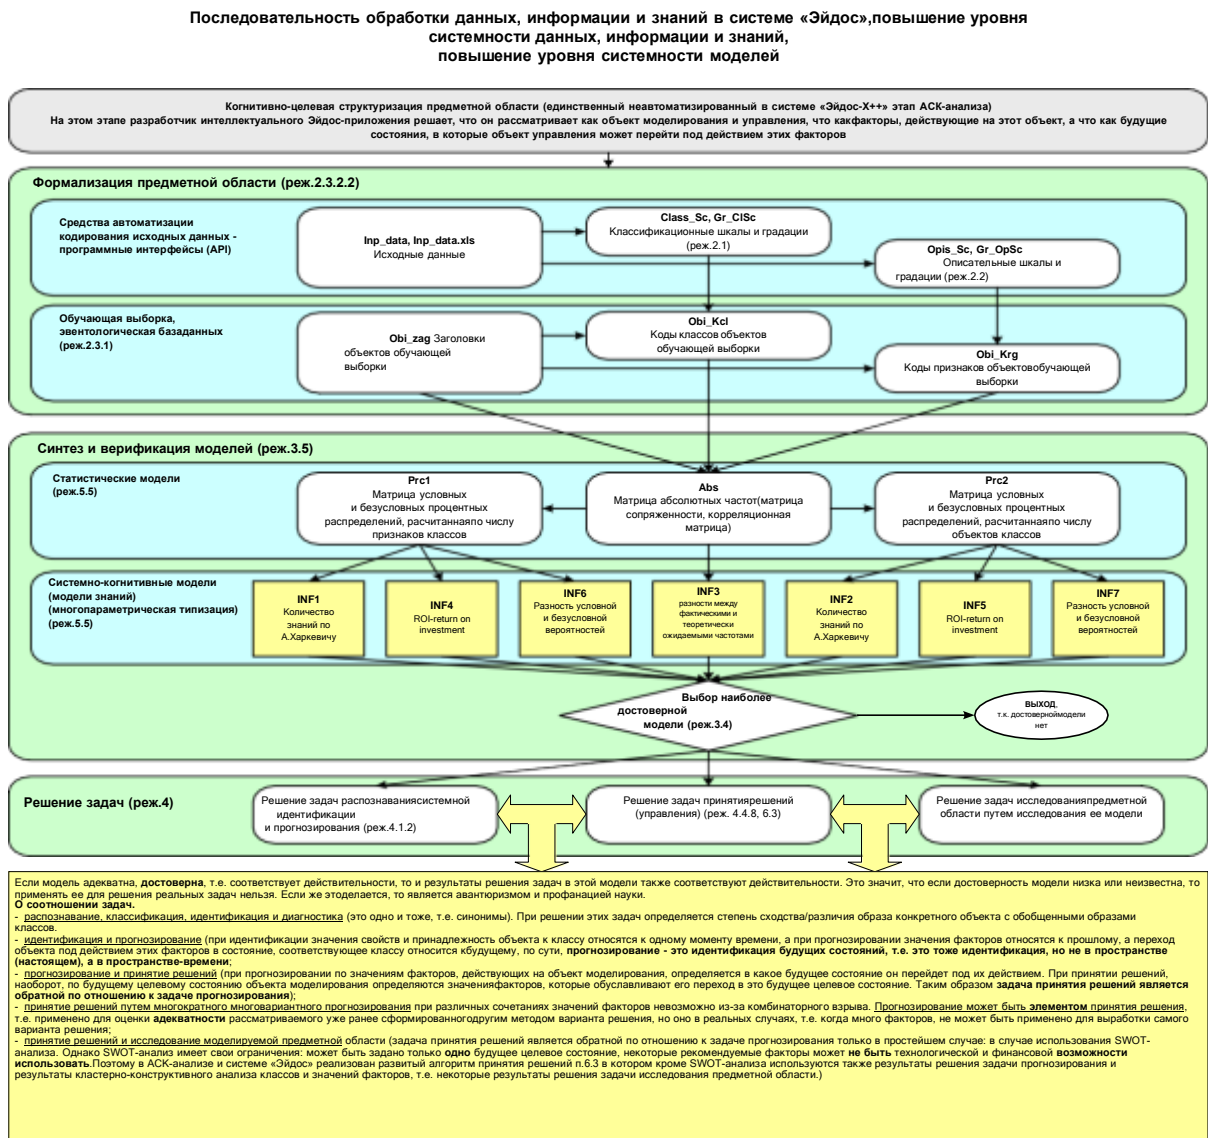 Последовательность обработки данных, информации и знаний в системе «Эйдос»,повышение уровня
системности данных, информации и знаний,
повышение уровня системности моделей
Когнитивно-целевая структуризация предметной области (единственный неавтоматизированный в системе «Эйдос-Х++» этап АСК-анализа)
На этом этапе разработчик интеллектуального Эйдос-приложения решает, что он рассматривает как объект моделирования и управления, что какфакторы, действующие на этот объект, а что как будущие
состояния, в которые объект управления может перейти под действием этих факторов
Формализация предметной области (реж.2.3.2.2)
Средства автоматизации
кодирования исходных данных -
программные интерфейсы (API)
Inp_data, Inp_data.xls
Исходные данные
Class_Sc, Gr_ClSc
Классификационные шкалы и градации
(реж.2.1)
Opis_Sc, Gr_OpSc
Описательные шкалы и
градации (реж.2.2)
Обучающая выборка,
эвентологическая базаданных
(реж.2.3.1)
Obi_zag Заголовки
объектов обучающей
выборки
Obi_Kcl
Коды классов объектов
обучающей выборки
Obi_Krg
Коды признаков объектовобучающей
выборки
Синтез и верификация моделей (реж.3.5)
Статистические модели
(реж.5.5)
Prc1
Матрица условных
и безусловных процентных
распределений, расчитаннаяпо числу
признаков классов
Abs
Матрица абсолютных частот(матрица
сопряженности, корреляционная
матрица)
Prc2
Матрица условных
и безусловных процентных
распределений, расчитаннаяпо числу
объектов классов
Системно-когнитивные модели
(модели знаний)
(многопараметрическая типизация)
(реж.5.5)
INF1
Количество
знаний по
А.Харкевичу
INF4
ROI-return on
investment
INF6
Разность условной
и безусловной
вероятностей
INF3
разности между
фактическими и
теоретически
ожидаемыми частотами
INF2
Количество
знаний по
А.Харкевичу
INF5
ROI-return on
investment
INF7
Разность условной
и безусловной
вероятностей
Выбор наиболее
достоверной
модели (реж.3.4)
ВЫХОД,
т.к. достоверноймодели
нет
Решение задач (реж.4)
Решение задач распознаваниясистемной
идентификации
и прогнозирования (реж.4.1.2)
Решение задач принятиярешений
(управления) (реж. 4.4.8, 6.3)
Решение задач исследованияпредметной
области путем исследования ее модели
Если модель адекватна, достоверна, т.е. соответствует действительности, то и результаты решения задач в этой модели также соответствуют действительности. Это значит, что если достоверность модели низка или неизвестна, то
применять ее для решения реальных задач нельзя. Если же этоделается, то является авантюризмом и профанацией науки.
О соотношении задач.
- распознавание, классификация, идентификация и диагностика (это одно и тоже, т.е. синонимы). При решении этих задач определяется степень сходства/различия образа конкретного объекта с обобщенными образами
классов.
- идентификация и прогнозирование (при идентификации значения свойств и принадлежность объекта к классу относятся к одному моменту времени, а при прогнозировании значения факторов относятся к прошлому, а переход
объекта под действием этих факторов в состояние, соответствующее классу относится кбудущему, по сути, прогнозирование - это идентификация будущих состояний, т.е. это тоже идентификация, но не в пространстве
(настоящем), а в пространстве-времени;
- прогнозирование и принятие решений (при прогнозировании по значениям факторов, действующих на объект моделирования, определяется в какое будущее состояние он перейдет под их действием. При принятии решений,
наоборот, по будущему целевому состоянию объекта моделирования определяются значенияфакторов, которые обуславливают его переход в это будущее целевое состояние. Таким образом задача принятия решений является
обратной по отношению к задаче прогнозирования);
- принятие решений путем многократного многовариантного прогнозирования при различных сочетаниях значений факторов невозможно из-за комбинаторного взрыва. Прогнозирование может быть элементом принятия решения,
т.е. применено для оценки адекватности рассматриваемого уже ранее сформированногодругим методом варианта решения, но оно в реальных случаях, т.е. когда много факторов, не может быть применено для выработки самого
варианта решения;
- принятие решений и исследование моделируемой предметной области (задача принятия решений является обратной по отношению к задаче прогнозирования только в простейшем случае: в случае использования SWOT-
анализа. Однако SWOT-анализ имеет свои ограничения: может быть задано только одно будущее целевое состояние, некоторые рекомендуемые факторы может не быть технологической и финансовой возможности
использовать.Поэтому в АСК-анализе и системе «Эйдос» реализован развитый алгоритм принятия решений п.6.3 в котором кроме SWOT-анализа используются также результаты решения задачи прогнозирования и
результаты кластерно-конструктивного анализа классов и значений факторов, т.е. некоторые результаты решения задачи исследования предметной области.)